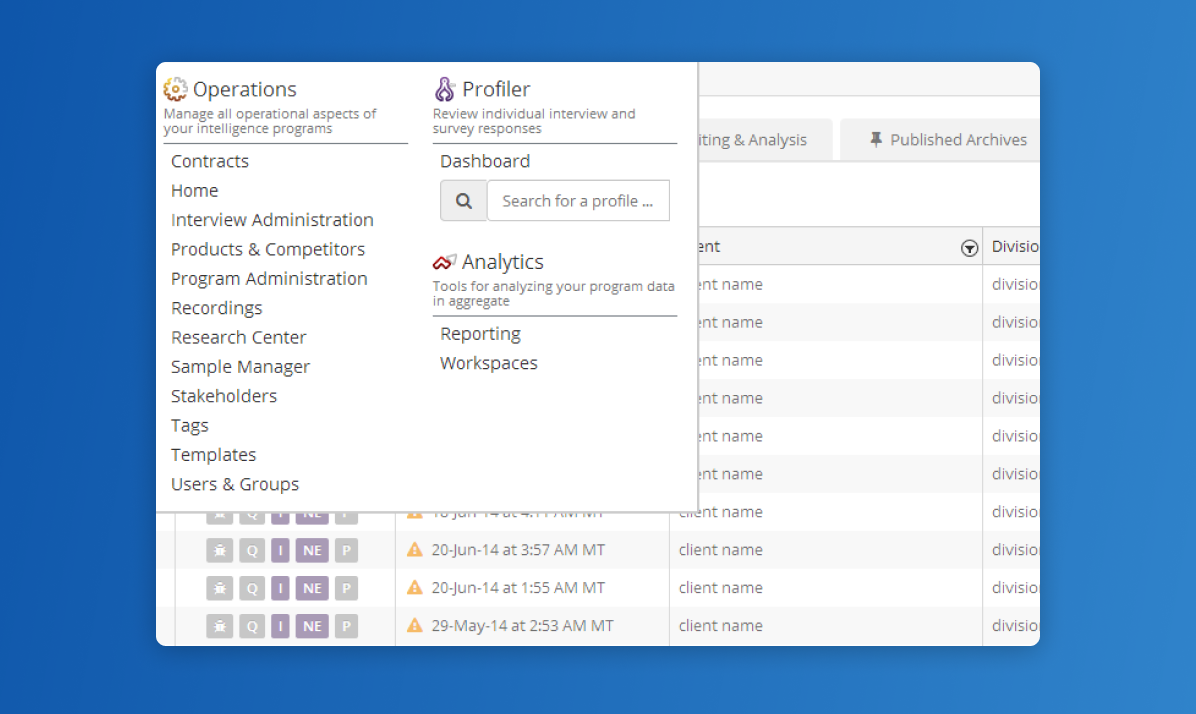 Operations
Manage all operational aspects of
your intelligence programs
Contracts
Home
Interview Administration
Products & Competitors
Program Administration
Recordings
Research Center
Sample Manager
Stakeholders
Tags
Templates
Users & Groups
Profiler
Review individual interview and
survey responses
Dashboard
Search for a profile ...
Analytics
Tools for analyzing your program data
in aggregate
Reporting
Workspaces
iting & Analysis
Published Archives
ent Divisio
ent name divisio
ent name divisio
ent name divisio
ent name divisio
ent name divisio
ent name divisio
Q I NE P client name divisio
Q I NE P 20-Jun-14 at 3:57 AM MT client name divisio
Q I NE P 20-Jun-14 at 1:55 AM MT client name divisio
Q I NE P 29-May-14 at 2:53 AM MT client name divisio